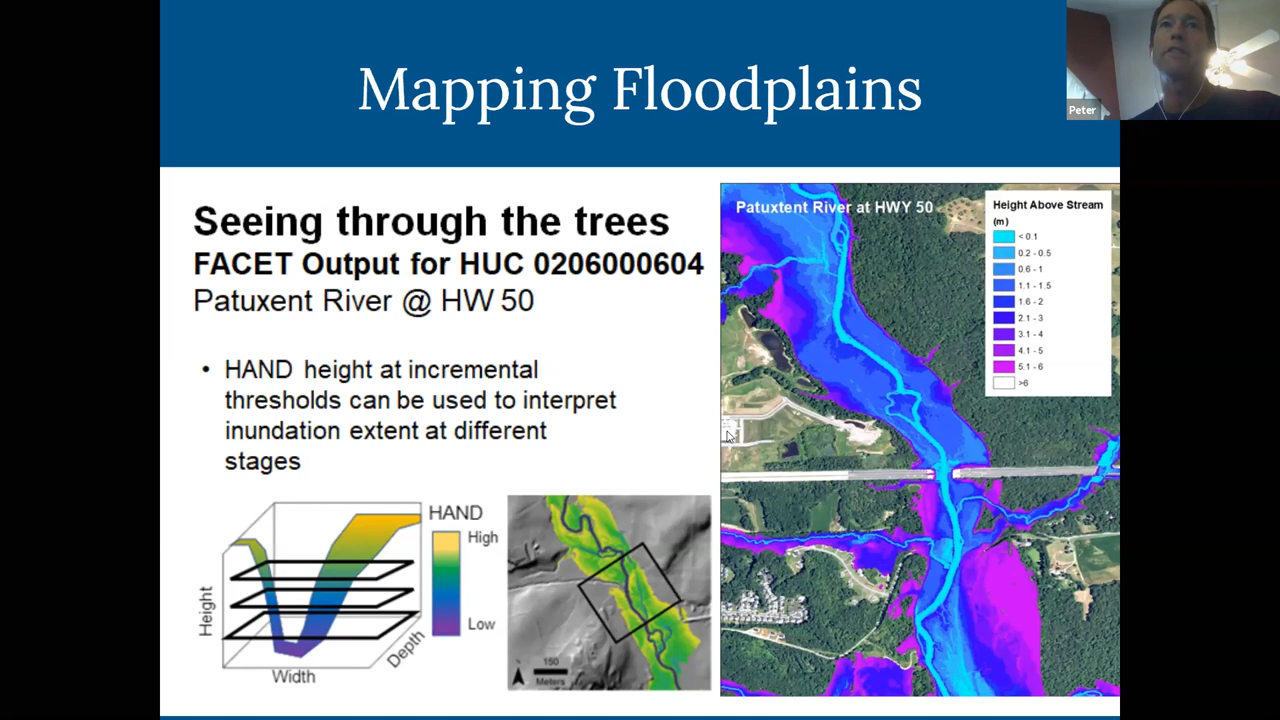 Mapping Floodplains
Peter
Seeing through the trees
FACET Output for HUC 0206000604
Patuxent River @ HW 50
• HAND height at incremental
thresholds can be used to interpret
inundation extent at different
stages
Height
Width
Depth
HAND
High
Low
N
150
Meters
Patuxtent River at HWY 50
Height Above Stream
(m)
< 0.1
0.2 - 0.5
0.6 - 1
1.1 - 1.5
1.6 - 2
2.1 - 3
3.1 - 4
4.1 - 5
5.1 - 6
>6